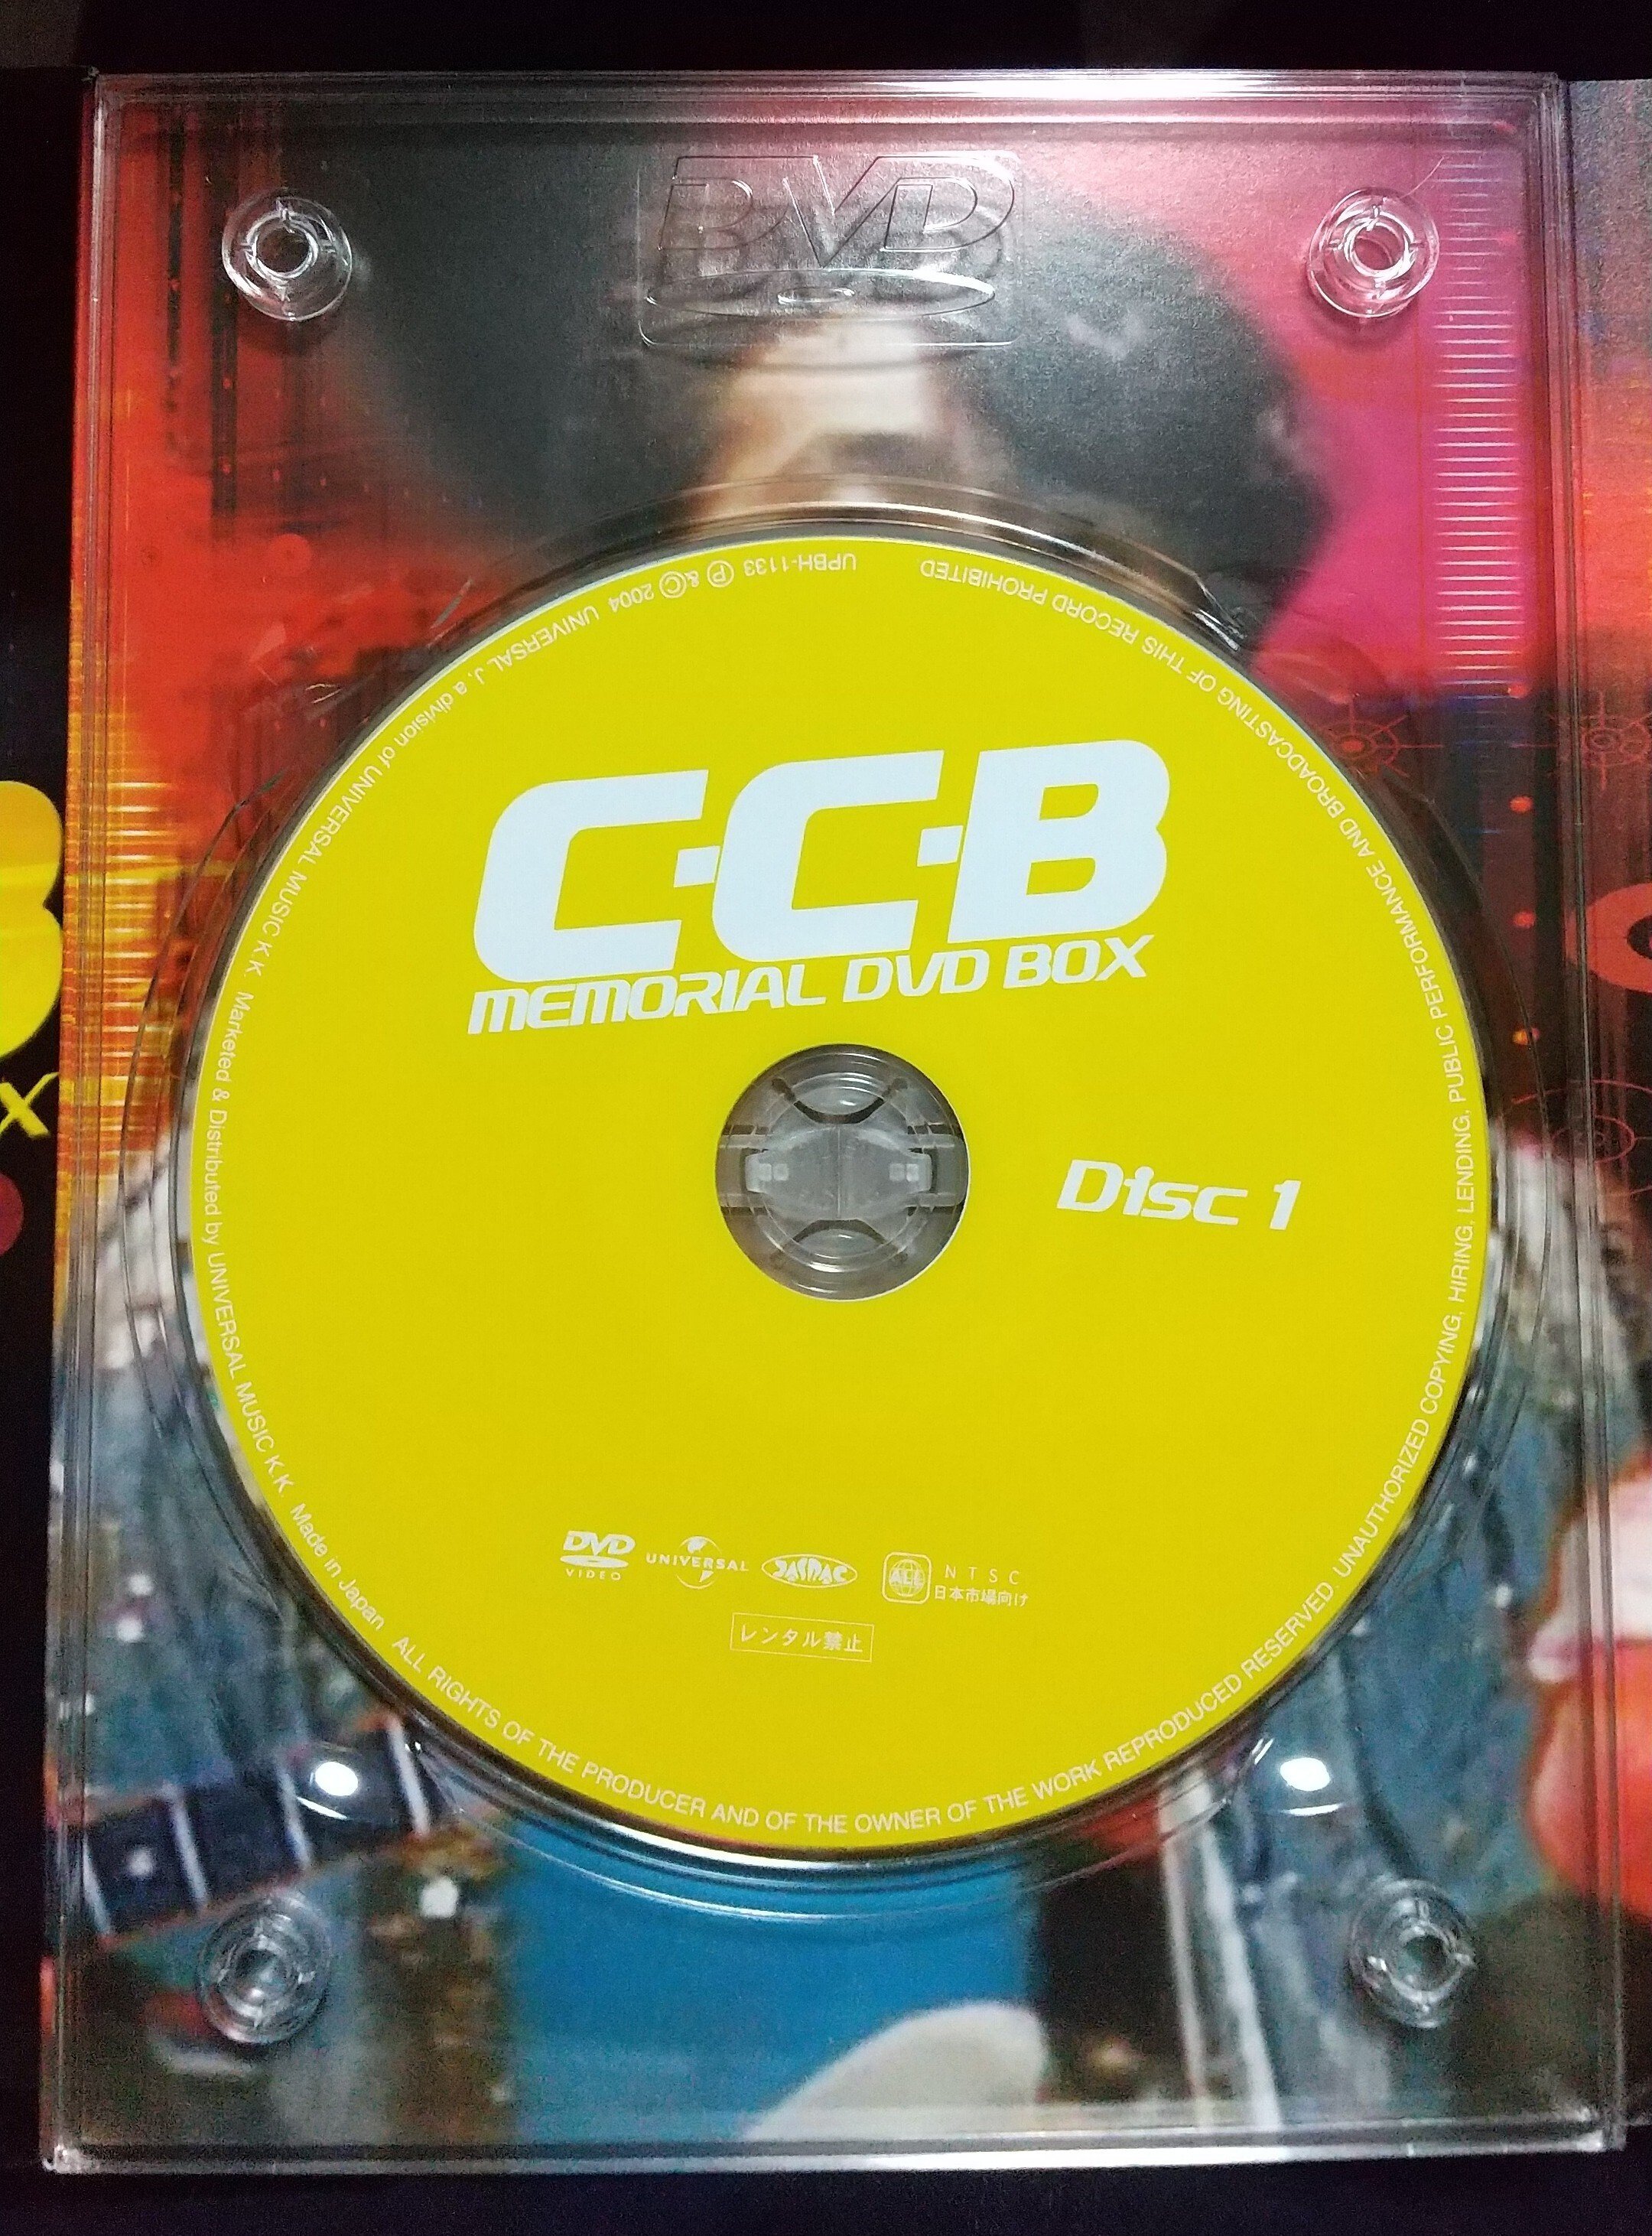 DVD
C-C-B
MEMORIAL DVD BOX
Disc 1
DVD
VIDEO
UNIVERSAL
JASRAC
ALL
NTSC
日本市場向け
レンタル禁止
UPBH-1133 Ⓟ & © 2004 UNIVERSAL J, a division of UNIVERSAL MUSIC K.K. Marketed & Distributed by UNIVERSAL MUSIC K.K Made in Japan ALL RIGHTS OF THE PRODUCER AND OF THE OWNER OF THE WORK REPRODUCED RESERVED. UNAUTHORIZED COPYING, HIRING, LENDING, PUBLIC PERFORMANCE AND BROADCASTING OF THIS RECORD PROHIBITED
B
X